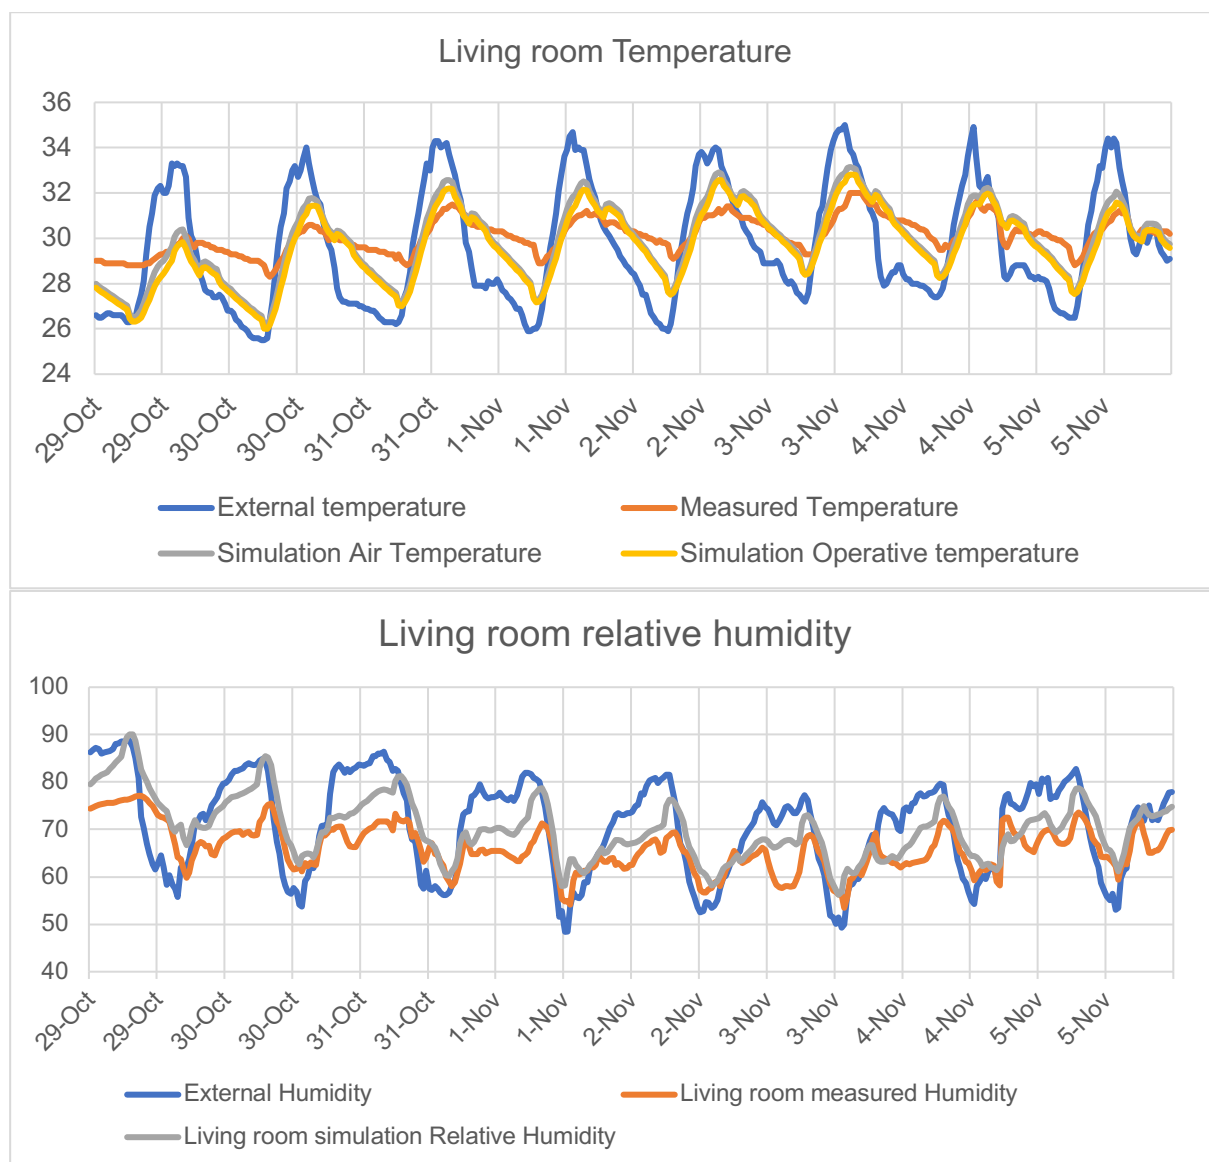 Living room Temperature
36
34
32
30
28
26
24
29-Oct 29-Oct 30-Oct 30-Oct 31-Oct 31-Oct 1-Nov 1-Nov 2-Nov 2-Nov 3-Nov 3-Nov 4-Nov 4-Nov 5-Nov 5-Nov
External temperature Measured Temperature
Simulation Air Temperature Simulation Operative temperature
Living room relative humidity
100
90
80
70
60
50
40
29-Oct 29-Oct 30-Oct 30-Oct 31-Oct 31-Oct 1-Nov 1-Nov 2-Nov 2-Nov 3-Nov 3-Nov 4-Nov 4-Nov 5-Nov 5-Nov
External Humidity Living room measured Humidity
Living room simulation Relative Humidity